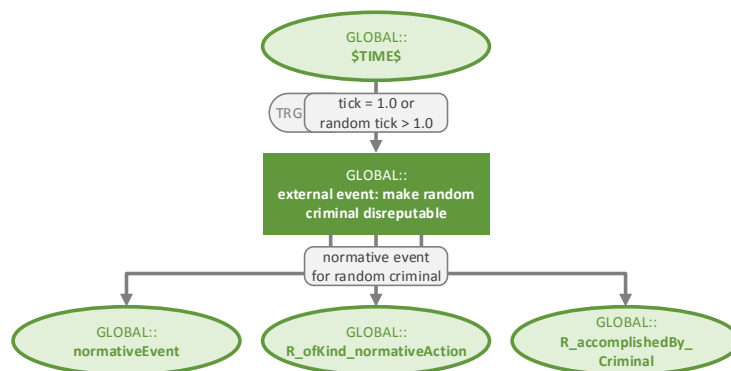 GLOBAL::
$TIME$
TRG
tick = 1.0 or
random tick > 1.0
GLOBAL::
external event: make random
criminal disreputable
normative event
for random criminal
GLOBAL::
normativeEvent
GLOBAL::
R_ofKind_normativeAction
GLOBAL::
R_accomplishedBy_
Criminal